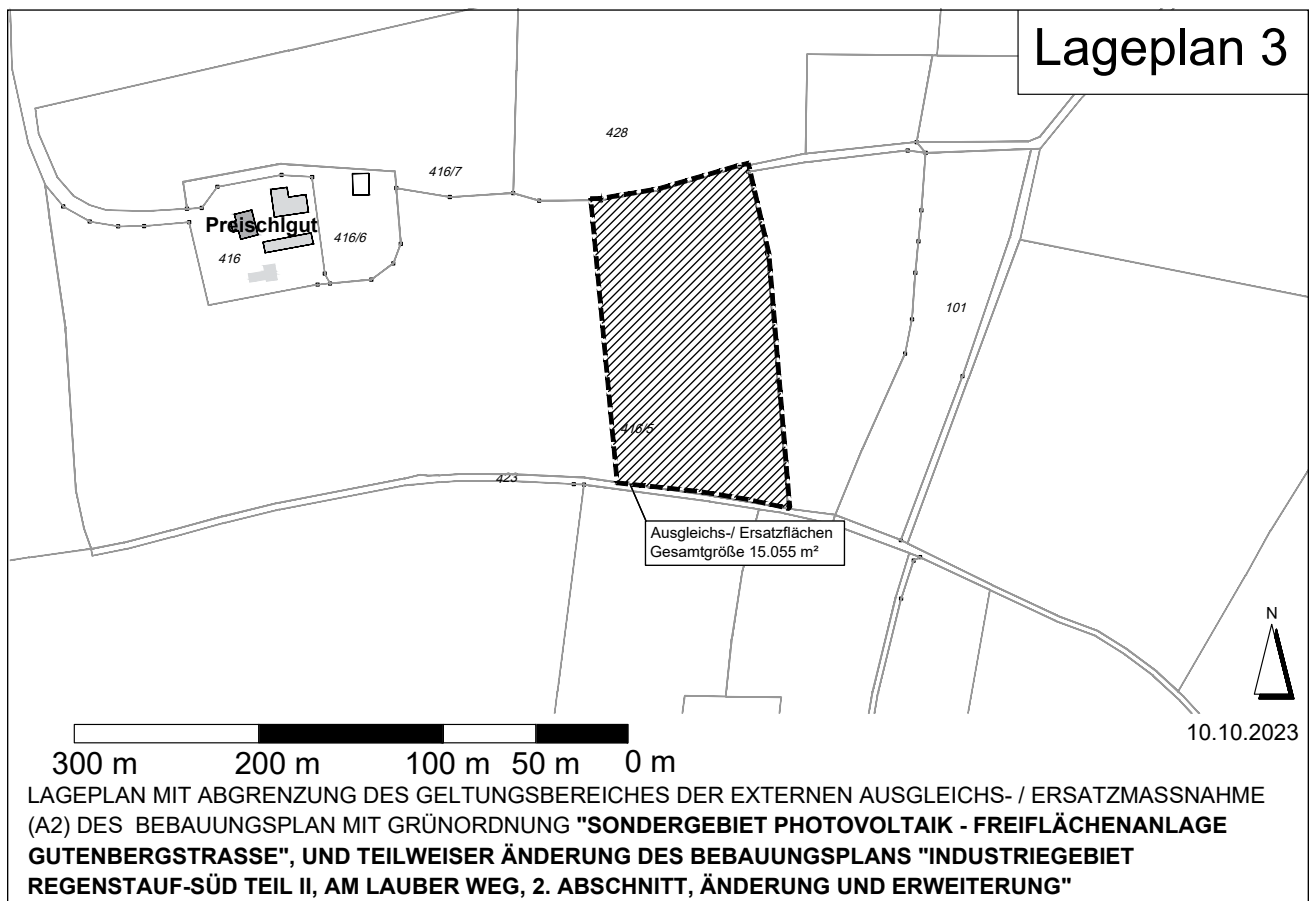 Lageplan 3
428
416/7
Preischlgut
416/6
416
101
416/5
423
Ausgleichs-/ Ersatzflächen
Gesamtgröße 15.055 m²
N
10.10.2023
300 m 200 m 100 m 50 m 0 m
LAGEPLAN MIT ABGRENZUNG DES GELTUNGSBEREICHES DER EXTERNEN AUSGLEICHS- / ERSATZMASSNAHME
(A2) DES BEBAUUNGSPLAN MIT GRÜNORDNUNG "SONDERGEBIET PHOTOVOLTAIK - FREIFLÄCHENANLAGE
GUTENBERGSTRASSE", UND TEILWEISER ÄNDERUNG DES BEBAUUNGSPLANS "INDUSTRIEGEBIET
REGENSTAUF-SÜD TEIL II, AM LAUBER WEG, 2. ABSCHNITT, ÄNDERUNG UND ERWEITERUNG"